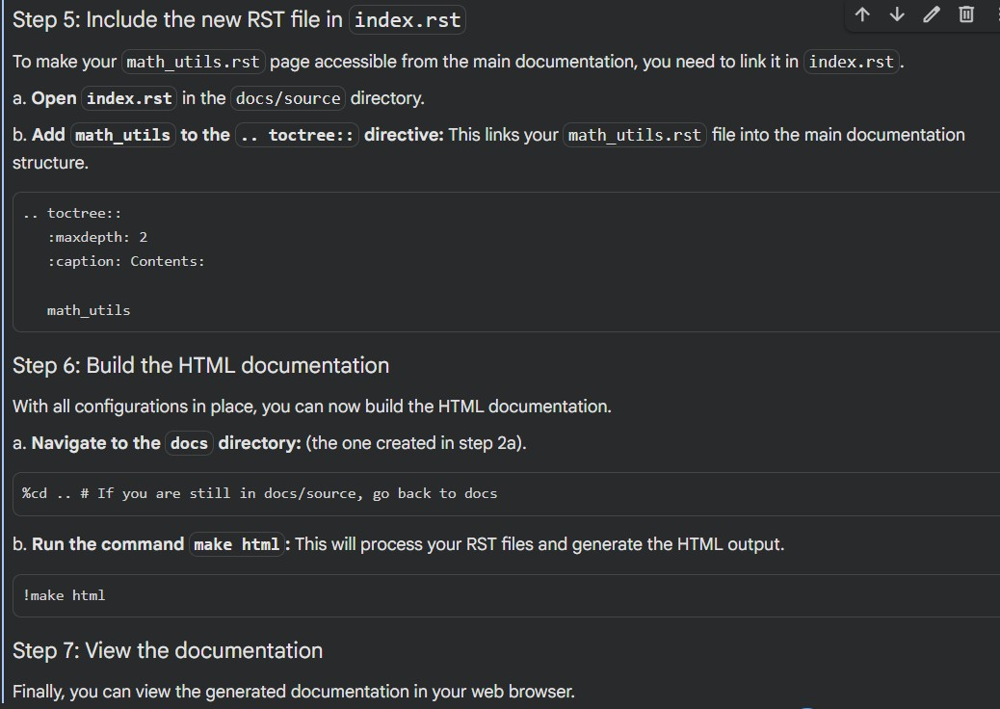 Step 5: Include the new RST file in index.rst
To make your math_utils.rst page accessible from the main documentation, you need to link it in index.rst.
a. Open index.rst in the docs/source directory.
b. Add math_utils to the .. toctree:: directive: This links your math_utils.rst file into the main documentation
structure.
.. toctree::
   :maxdepth: 2
   :caption: Contents:

   math_utils
Step 6: Build the HTML documentation
With all configurations in place, you can now build the HTML documentation.
a. Navigate to the docs directory: (the one created in step 2a).
%cd .. # If you are still in docs/source, go back to docs
b. Run the command make html: This will process your RST files and generate the HTML output.
!make html
Step 7: View the documentation
Finally, you can view the generated documentation in your web browser.